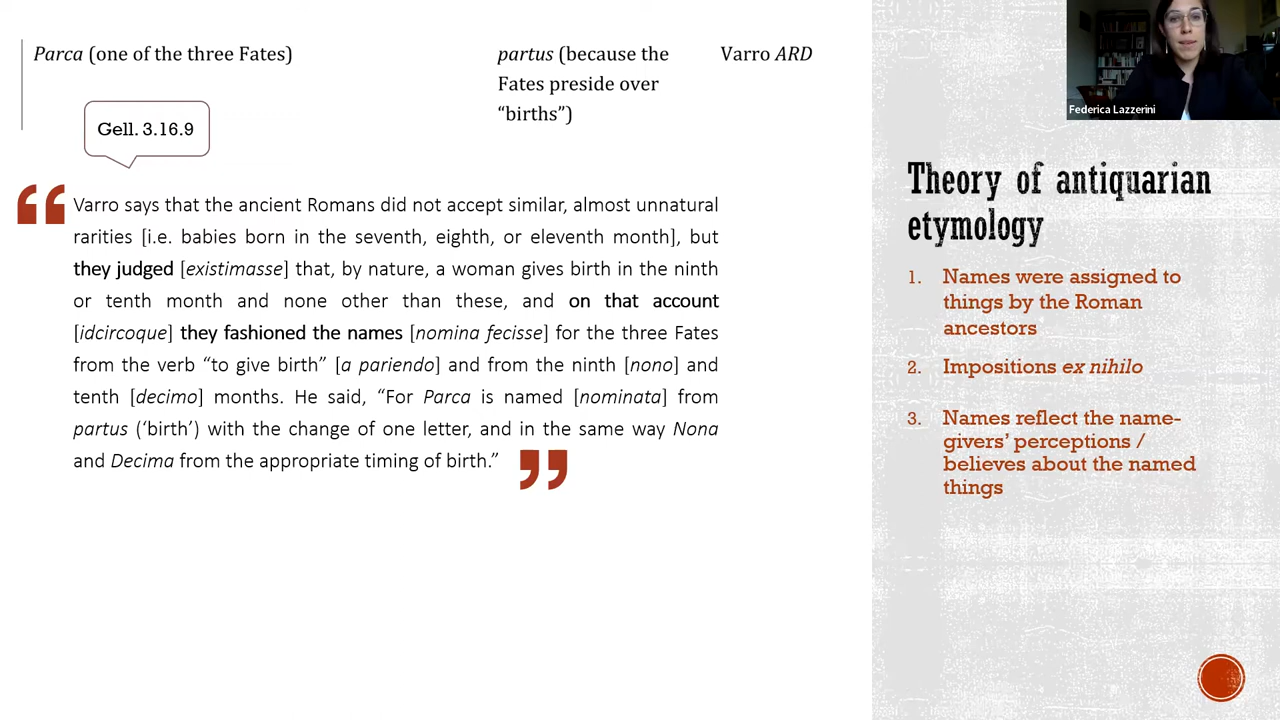 Parca (one of the three Fates)
partus (because the
Fates preside over
“births”)
Varro ARD
Gell. 3.16.9
“
Varro says that the ancient Romans did not accept similar, almost unnatural
rarities [i.e. babies born in the seventh, eighth, or eleventh month], but
they judged [existimasse] that, by nature, a woman gives birth in the ninth
or tenth month and none other than these, and on that account
[idcircoque] they fashioned the names [nomina fecisse] for the three Fates
from the verb “to give birth” [a pariendo] and from the ninth [nono] and
tenth [decimo] months. He said, “For Parca is named [nominata] from
partus (‘birth’) with the change of one letter, and in the same way Nona
and Decima from the appropriate timing of birth.”
”
Federica Lazzerini
Theory of antiquarian
etymology
1. Names were assigned to
things by the Roman
ancestors
2. Impositions ex nihilo
3. Names reflect the name-
givers’ perceptions /
believes about the named
things